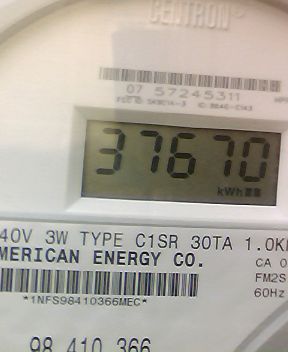 CENTRON®
07 57245311
37670
kWh
40V 3W TYPE C1SR 30TA 1.0K
MERICAN ENERGY CO.
CA 0
FM2S
60Hz
*1NFS98410366MEC*
98 410 366